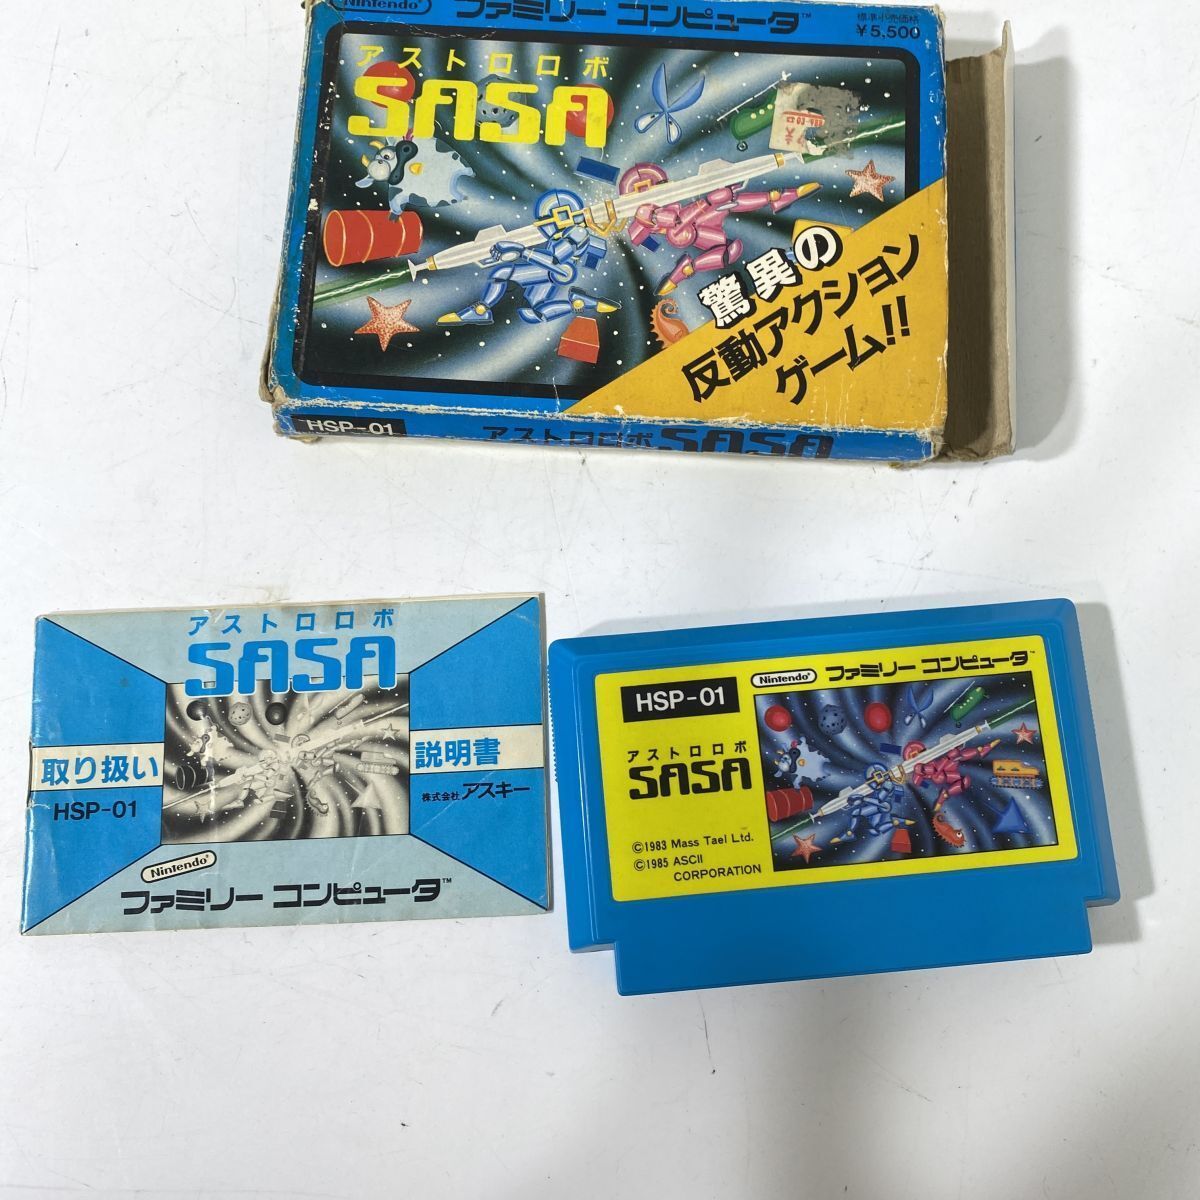 Nintendo
ファミリー コンピュータ™
標準小売価格
¥5,500
アストロロボ
SASA
驚異の
反動アクション
ゲーム!!
HSP-01
アストロロボ SASA
アストロロボ
SASA
取り扱い
説明書
HSP-01
株式会社 アスキー
Nintendo®
ファミリー コンピュータ™
HSP-01
Nintendo®
ファミリー コンピュータ™
アストロロボ
SASA
©1983 Mass Tael Ltd.
©1985 ASCII
CORPORATION